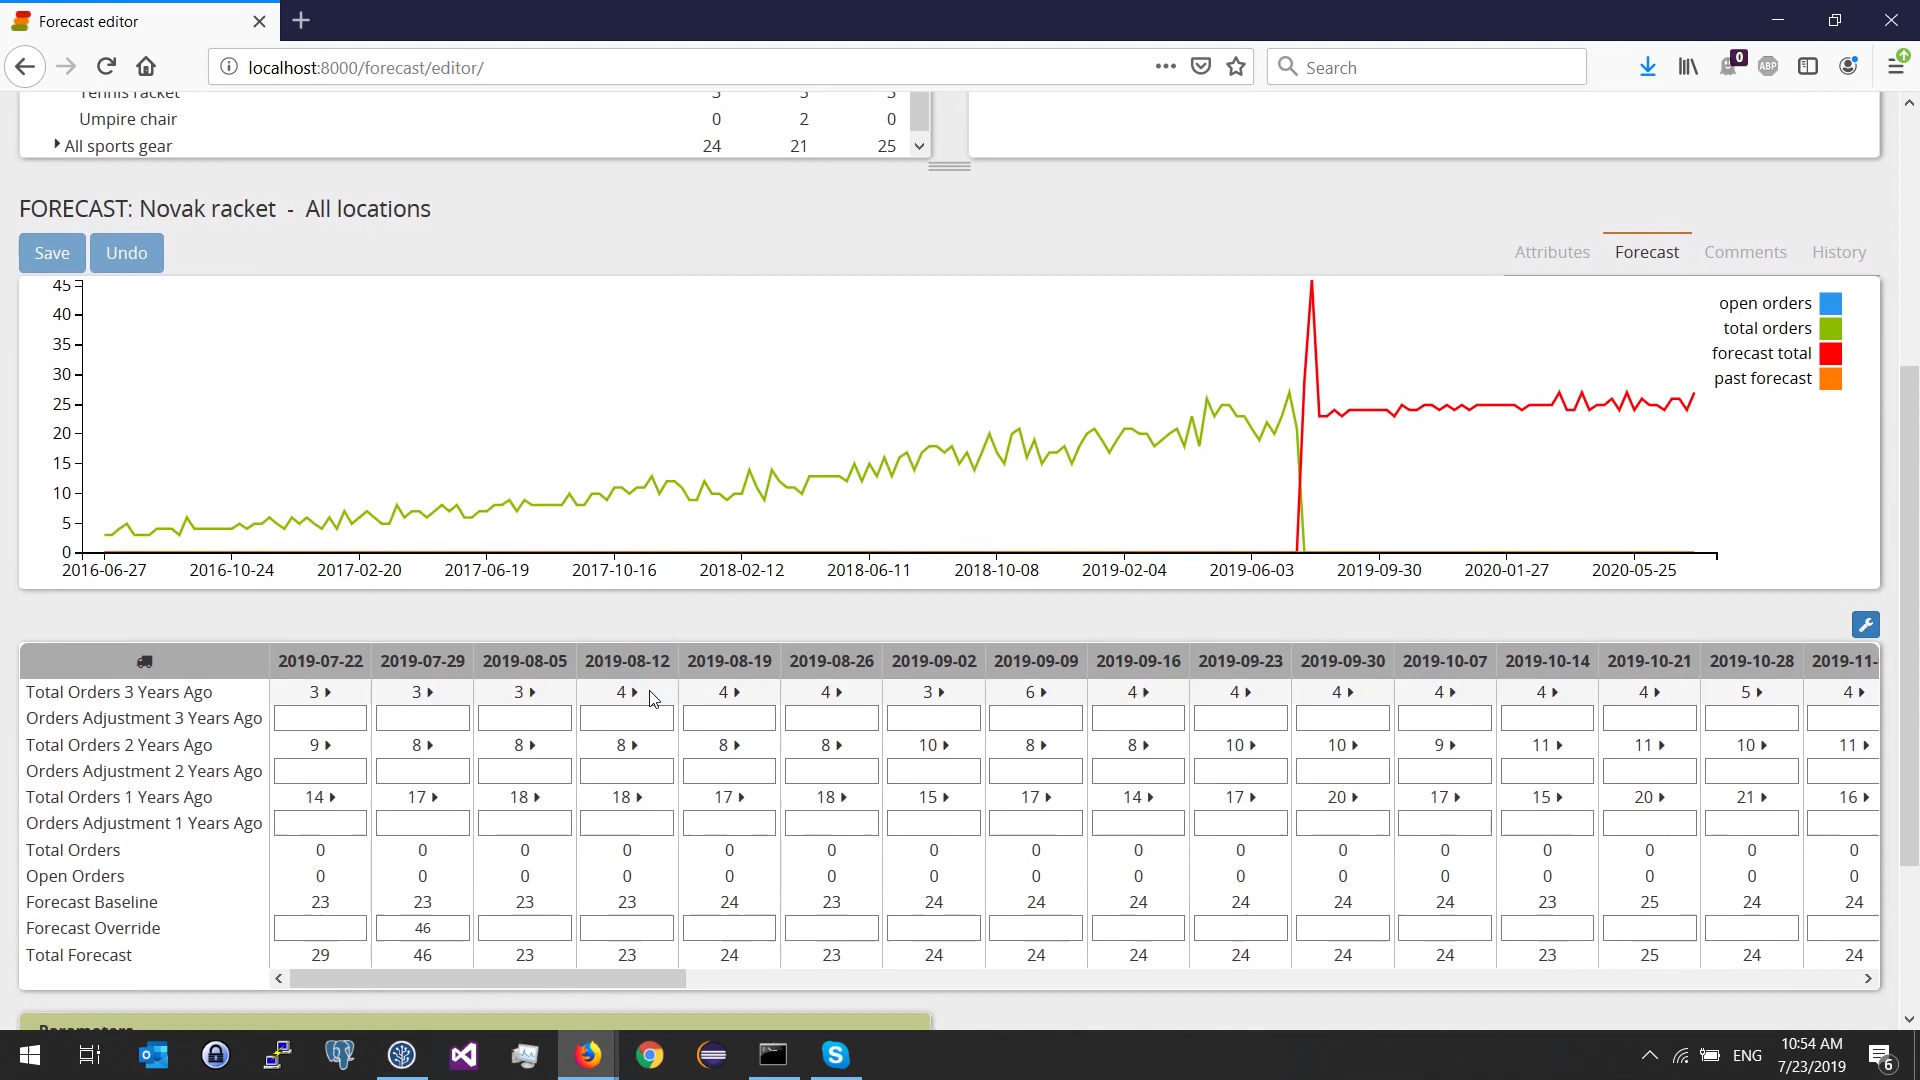 Forecast editor
localhost:8000/forecast/editor/
Search
0
ABP
Tennis racket 3 3 3
Umpire chair 0 2 0
All sports gear 24 21 25
FORECAST: Novak racket - All locations
Save Undo
Attributes Forecast Comments History
45
40
35
30
25
20
15
10
5
0
open orders
total orders
forecast total
past forecast
2016-06-27 2016-10-24 2017-02-20 2017-06-19 2017-10-16 2018-02-12 2018-06-11 2018-10-08 2019-02-04 2019-06-03 2019-09-30 2020-01-27 2020-05-25
2019-07-22 2019-07-29 2019-08-05 2019-08-12 2019-08-19 2019-08-26 2019-09-02 2019-09-09 2019-09-16 2019-09-23 2019-09-30 2019-10-07 2019-10-14 2019-10-21 2019-10-28 2019-11-
Total Orders 3 Years Ago 3 3 3 4 4 4 3 6 4 4 4 4 4 4 5 4
Orders Adjustment 3 Years Ago
Total Orders 2 Years Ago 9 8 8 8 8 8 10 8 8 10 10 9 11 11 10 11
Orders Adjustment 2 Years Ago
Total Orders 1 Years Ago 14 17 18 18 17 18 15 17 14 17 20 17 15 20 21 16
Orders Adjustment 1 Years Ago
Total Orders 0 0 0 0 0 0 0 0 0 0 0 0 0 0 0 0
Open Orders 0 0 0 0 0 0 0 0 0 0 0 0 0 0 0 0
Forecast Baseline 23 23 23 23 24 23 24 24 24 24 24 24 23 25 24 24
Forecast Override 46
Total Forecast 29 46 23 23 24 23 24 24 24 24 24 24 23 25 24 24
Parameters
ENG
10:54 AM
7/23/2019
6